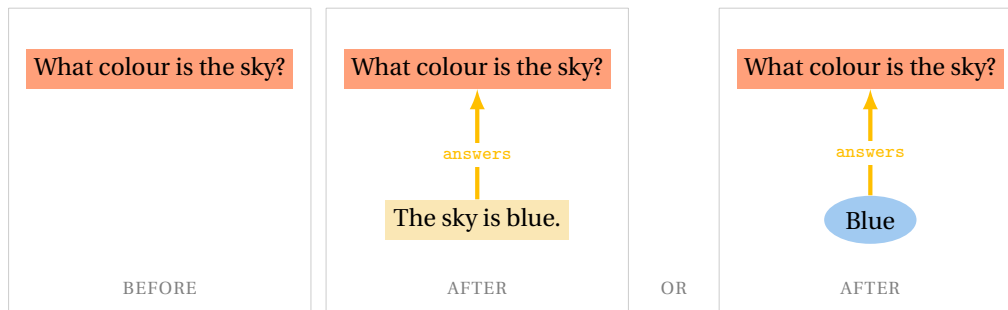 What colour is the sky?
BEFORE
What colour is the sky?
answers
The sky is blue.
AFTER
OR
What colour is the sky?
answers
Blue
AFTER